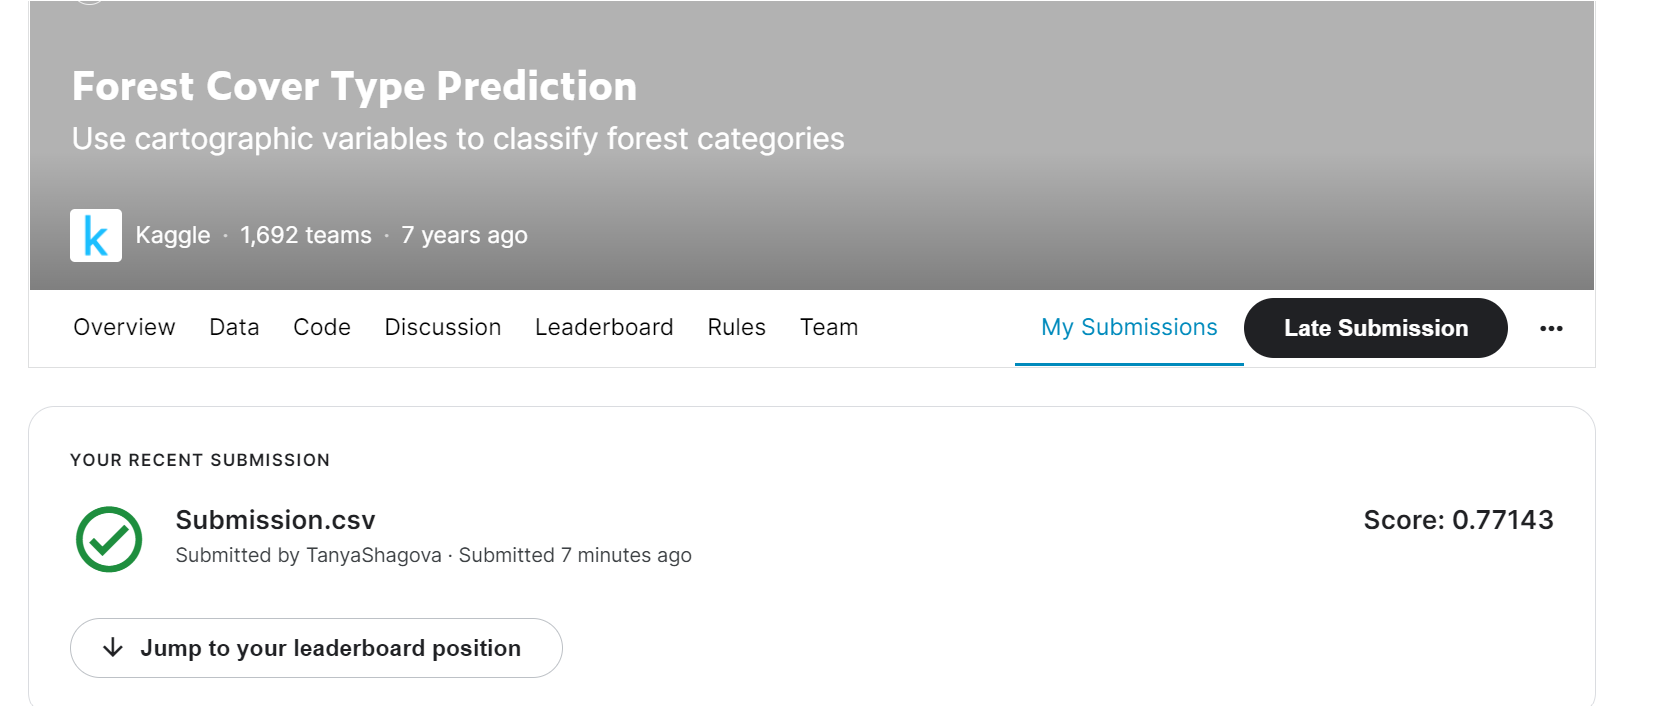 Forest Cover Type Prediction
Use cartographic variables to classify forest categories
k Kaggle · 1,692 teams · 7 years ago
Overview Data Code Discussion Leaderboard Rules Team My Submissions Late Submission •••
YOUR RECENT SUBMISSION
Submission.csv Score: 0.77143
Submitted by TanyaShagova · Submitted 7 minutes ago
Jump to your leaderboard position